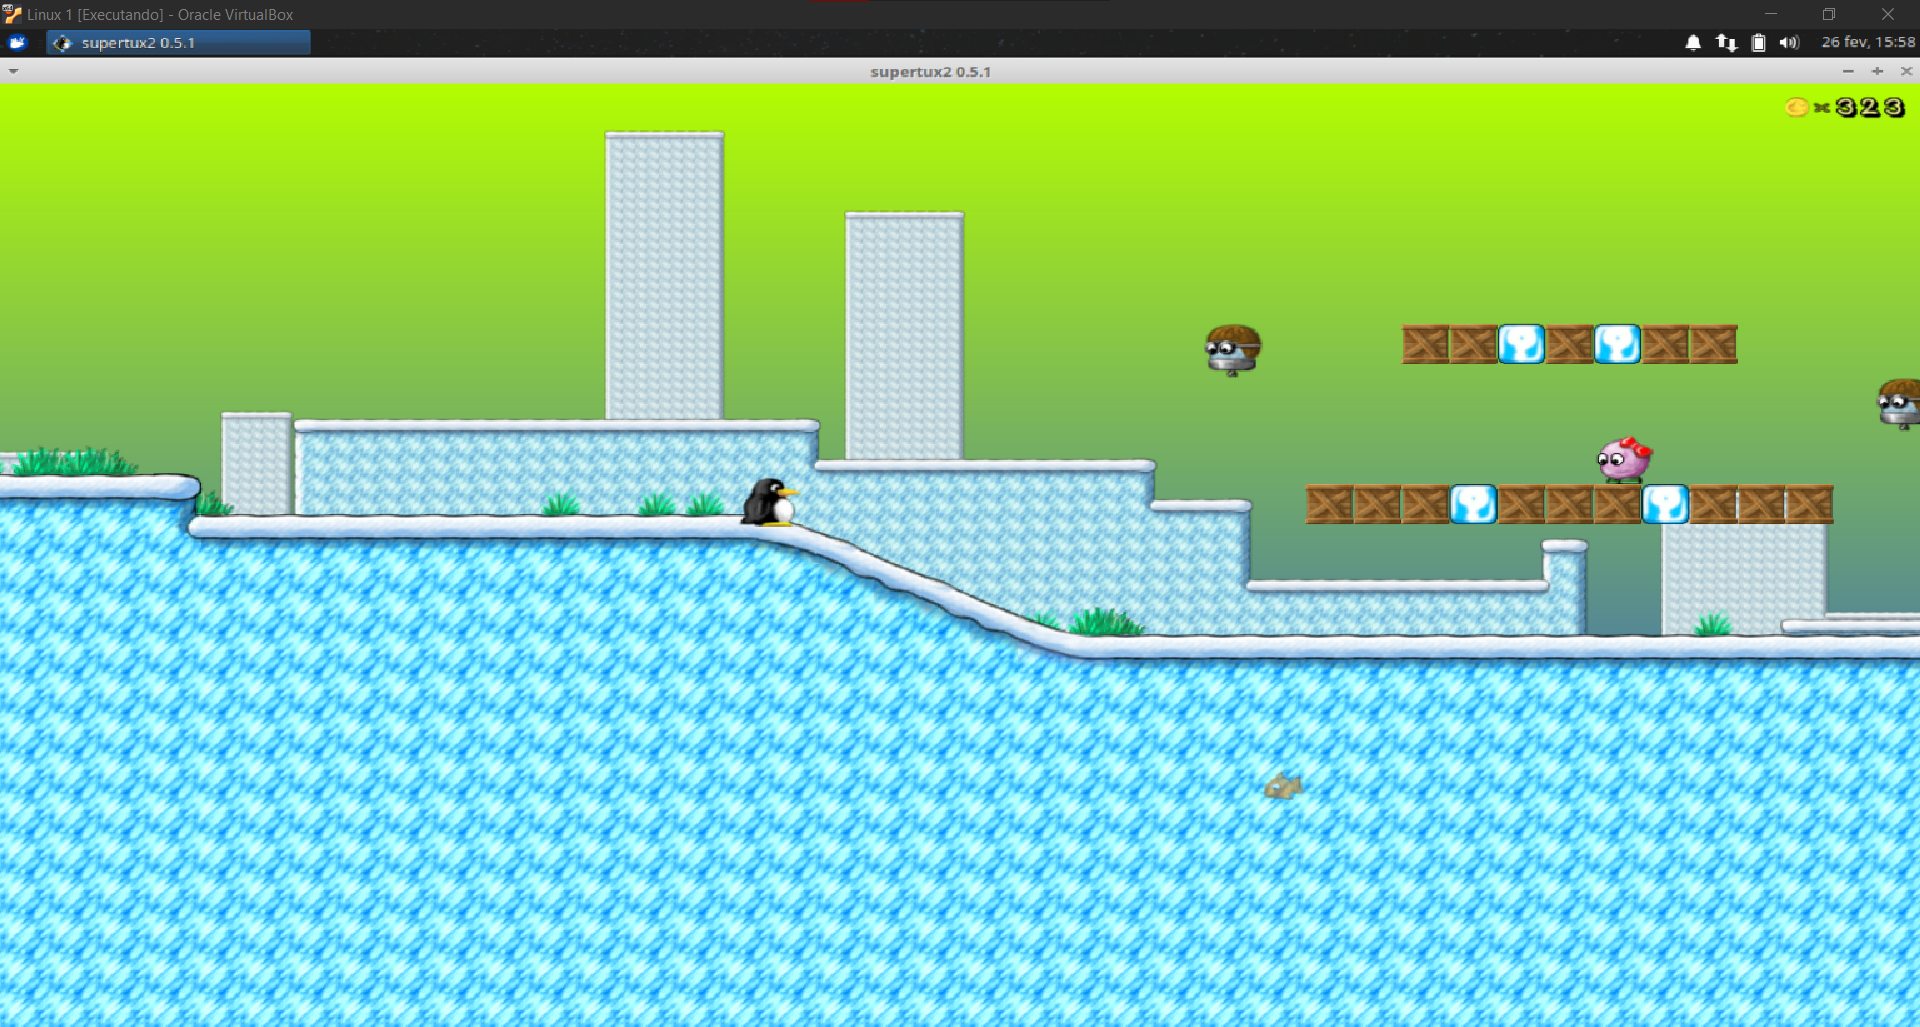 Linux 1 [Executando] - Oracle VirtualBox
supertux2 0.5.1
26 fev, 15:58
supertux2 0.5.1
×323